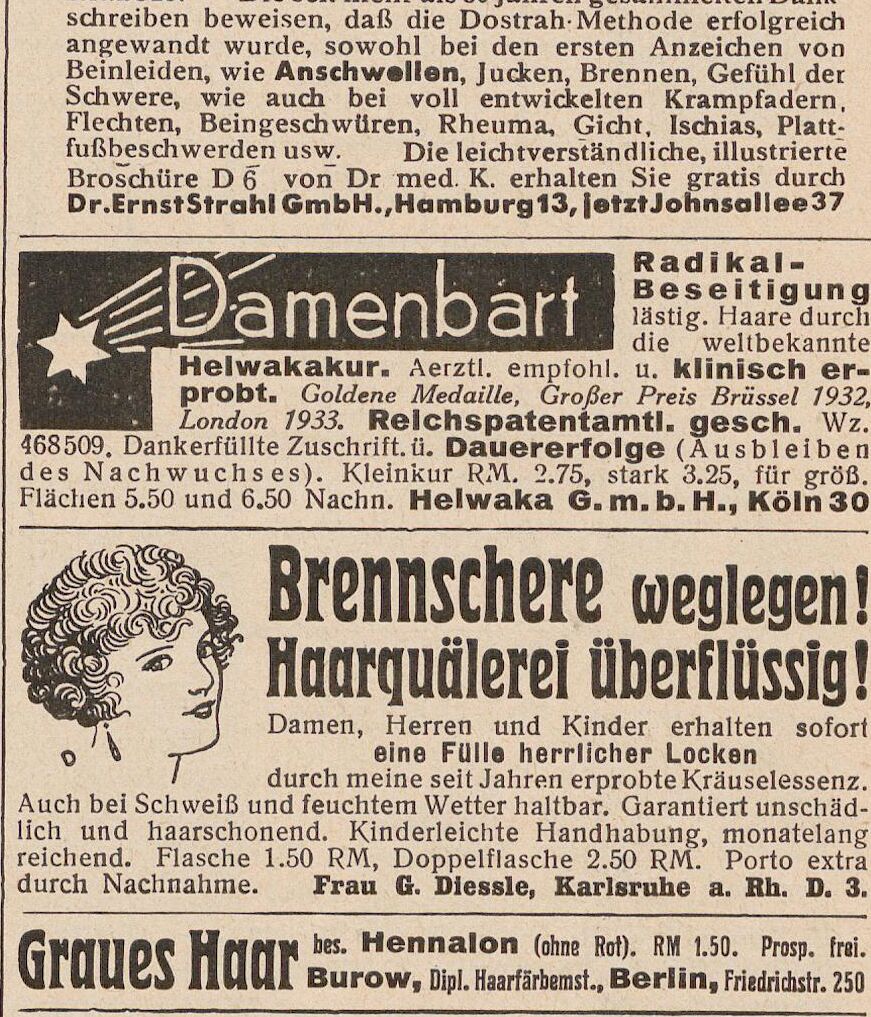 schreiben beweisen, daß die Dostrah-Methode erfolgreich
angewandt wurde, sowohl bei den ersten Anzeichen von
Beinleiden, wie Anschwellen, Jucken, Brennen, Gefühl der
Schwere, wie auch bei voll entwickelten Krampfadern,
Flechten, Beingeschwüren, Rheuma, Gicht, Ischias, Platt-
fußbeschwerden usw. Die leichtverständliche, illustrierte
Broschüre D 6 von Dr med. K. erhalten Sie gratis durch
Dr. Ernst Strahl GmbH., Hamburg 13, jetzt Johnsallee 37
Damenbart
Radikal-
Beseitigung
lästig. Haare durch
die weltbekannte
Helwakakur. Aerztl. empfohl. u. klinisch er-
probt. Goldene Medaille, Großer Preis Brüssel 1932,
London 1933. Reichspatentamtl. gesch. Wz.
468509. Dankerfüllte Zuschrift. ü. Dauererfolge (Ausbleiben
des Nachwuchses). Kleinkur RM. 2.75, stark 3.25, für größ.
Flächen 5.50 und 6.50 Nachn. Helwaka G. m. b. H., Köln 30
Brennschere weglegen!
Haarquälerei überflüssig!
Damen, Herren und Kinder erhalten sofort
eine Fülle herrlicher Locken
durch meine seit Jahren erprobte Kräuselessenz.
Auch bei Schweiß und feuchtem Wetter haltbar. Garantiert unschäd-
lich und haarschonend. Kinderleichte Handhabung, monatelang
reichend. Flasche 1.50 RM, Doppelflasche 2.50 RM. Porto extra
durch Nachnahme. Frau G. Diessle, Karlsruhe a. Rh. D. 3.
Graues Haar bes. Hennalon (ohne Rot). RM 1.50. Prosp. frei.
Burow, Dipl. Haarfärbemst., Berlin, Friedrichstr. 250